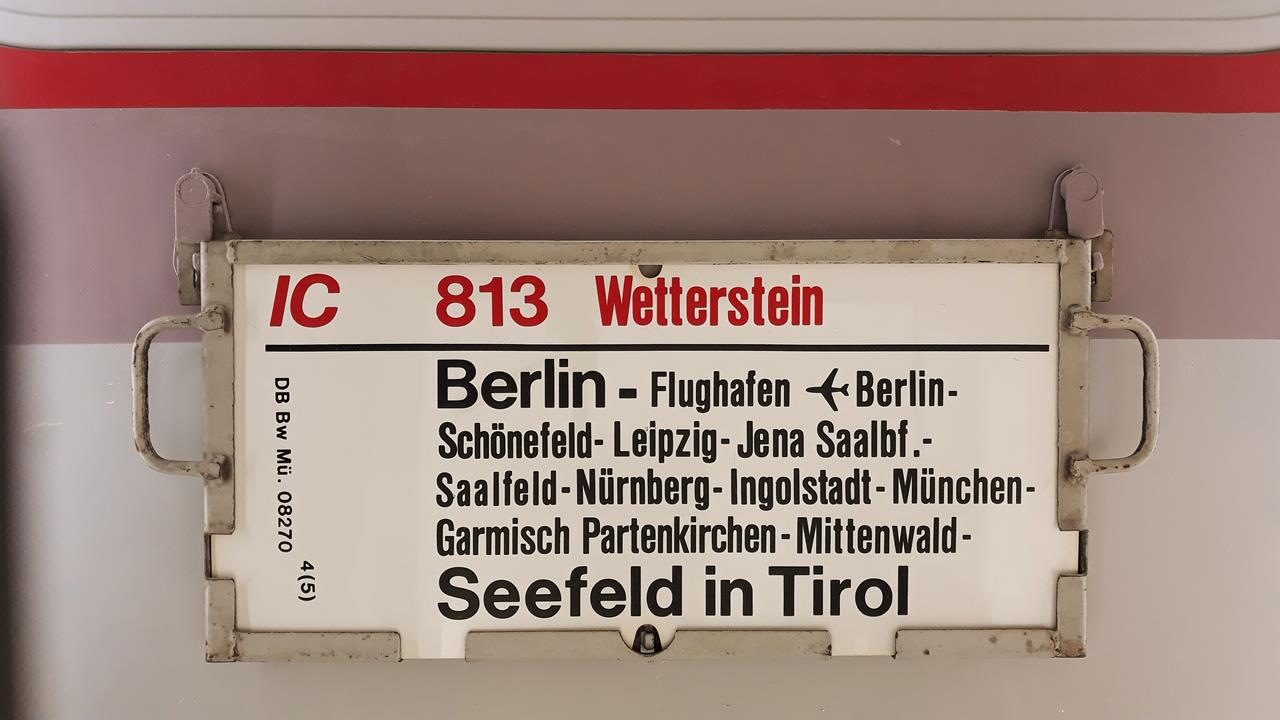 IC 813 Wetterstein
Berlin - Flughafen ✈ Berlin-
Schönefeld- Leipzig- Jena Saalbf.-
Saalfeld- Nürnberg- Ingolstadt- München-
Garmisch Partenkirchen- Mittenwald-
Seefeld in Tirol
DB Bw Mü. 08270
4(5)